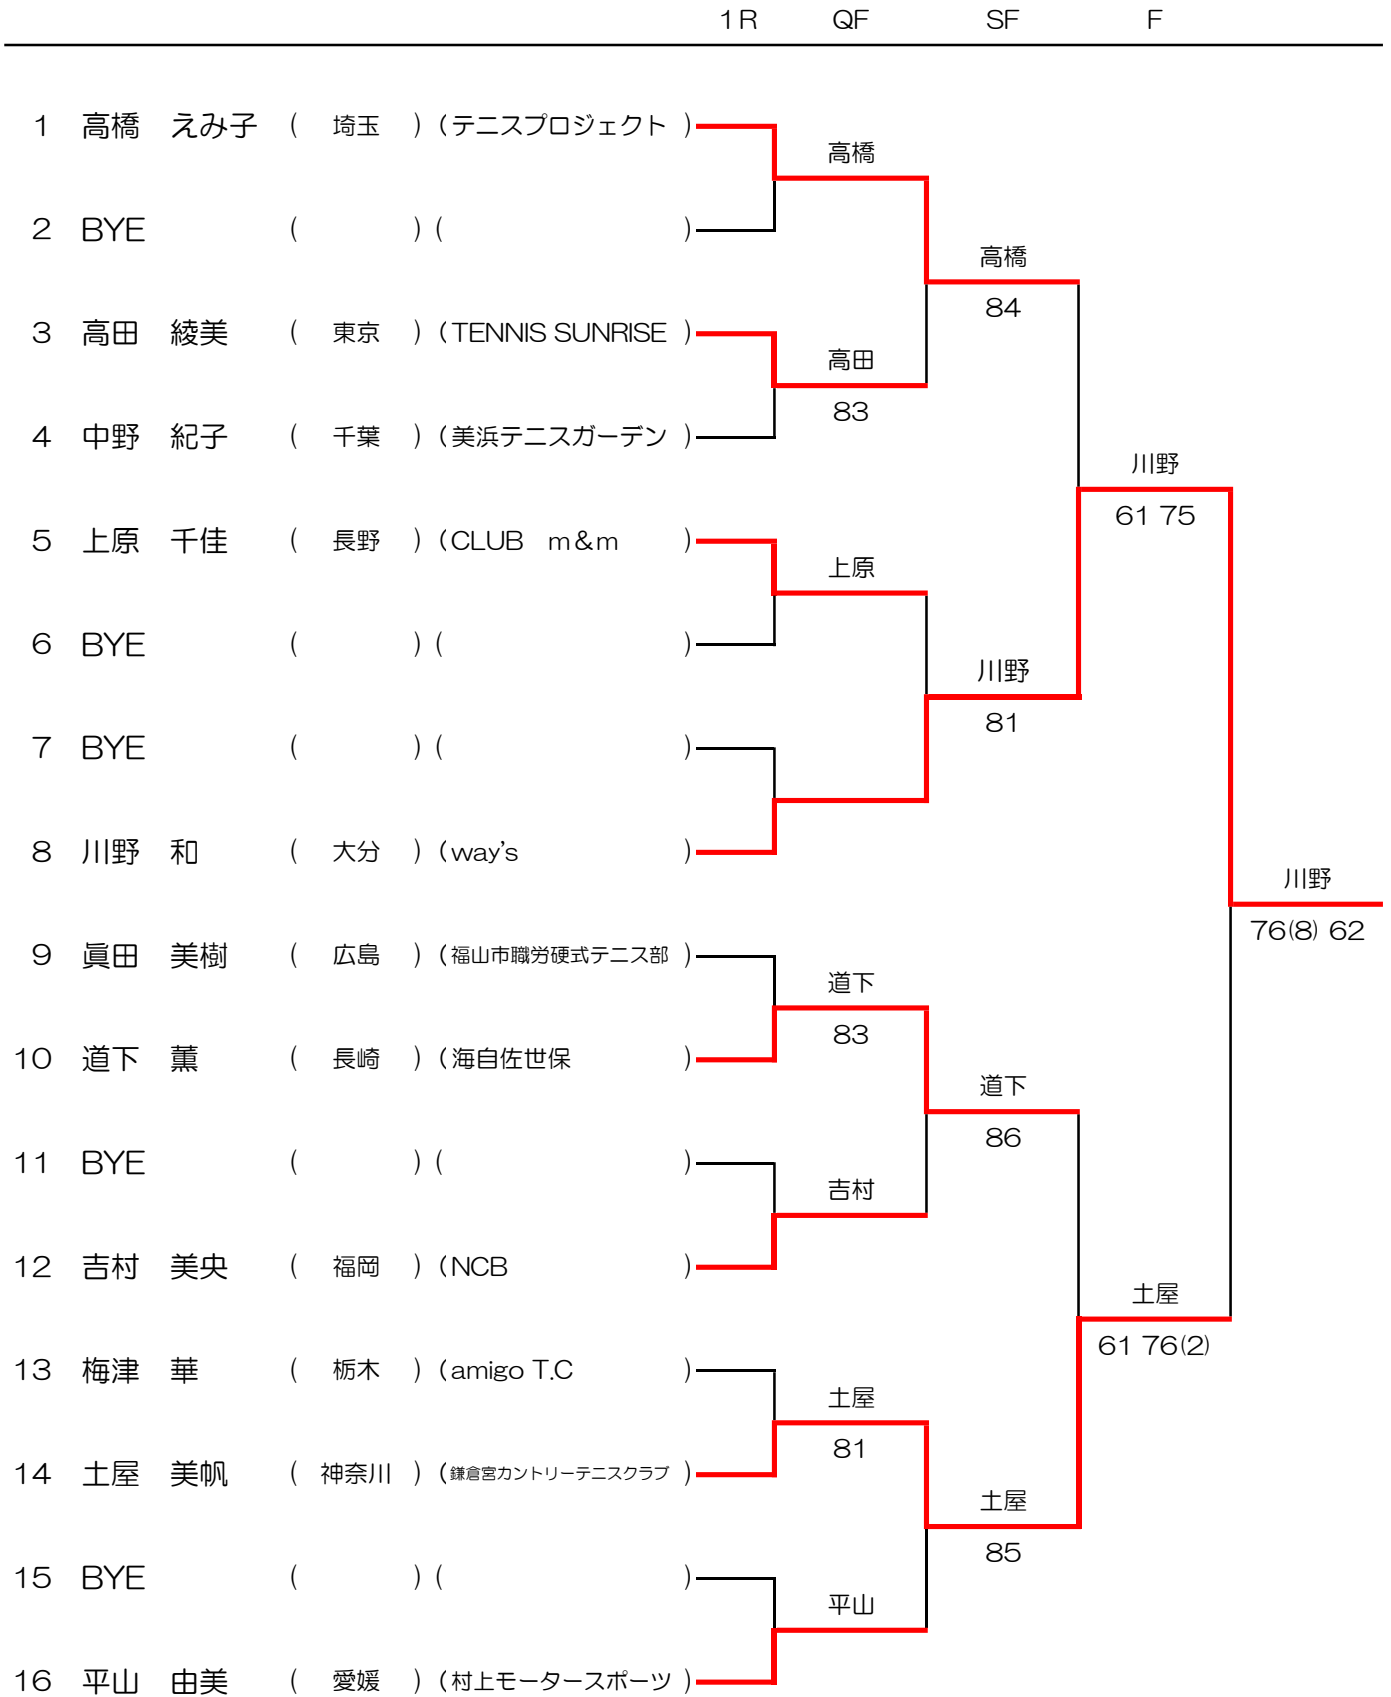 1R QF SF F
1 高橋 えみ子 ( 埼玉 ) (テニスプロジェクト )
高橋
2 BYE ( ) ( )
高橋
84
3 高田 綾美 ( 東京 ) (TENNIS SUNRISE )
高田
83
4 中野 紀子 ( 千葉 ) (美浜テニスガーデン )
川野
61 75
5 上原 千佳 ( 長野 ) (CLUB m&m )
上原
6 BYE ( ) ( )
川野
81
7 BYE ( ) ( )
8 川野 和 ( 大分 ) (way's )
川野
76(8) 62
9 眞田 美樹 ( 広島 ) (福山市職労硬式テニス部 )
道下
83
10 道下 薫 ( 長崎 ) (海自佐世保 )
道下
86
11 BYE ( ) ( )
吉村
12 吉村 美央 ( 福岡 ) (NCB )
土屋
61 76(2)
13 梅津 華 ( 栃木 ) (amigo T.C )
土屋
81
14 土屋 美帆 ( 神奈川 ) (鎌倉宮カントリーテニスクラブ )
土屋
85
15 BYE ( ) ( )
平山
16 平山 由美 ( 愛媛 ) (村上モータースポーツ )